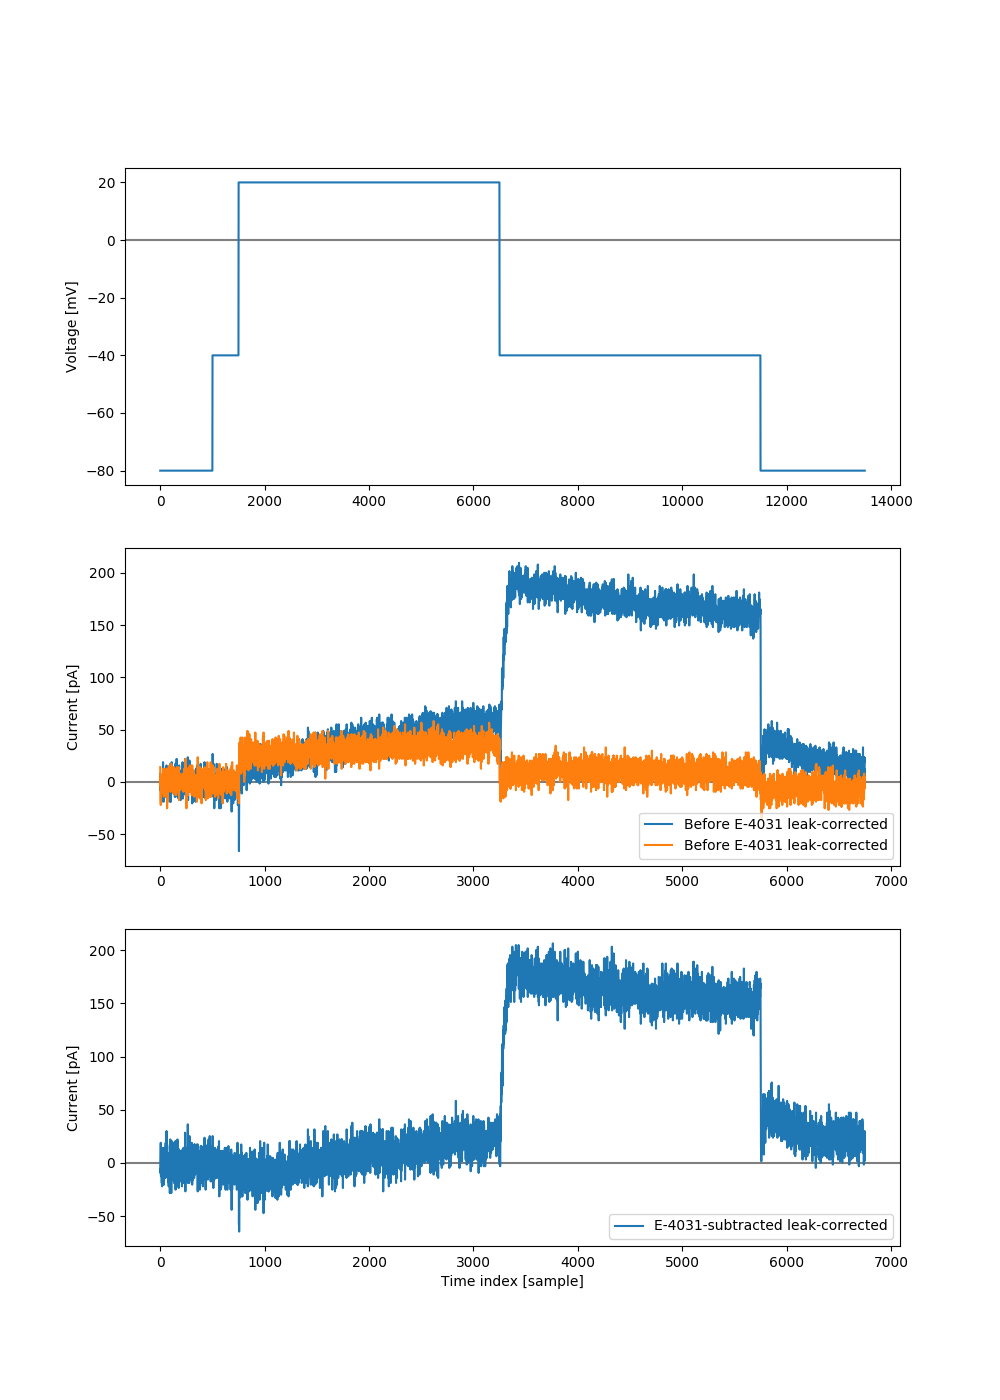 20
0
−20
−40
−60
−80
Voltage [mV]
0 2000 4000 6000 8000 10000 12000 14000
200
150
100
50
0
−50
Current [pA]
Before E-4031 leak-corrected
Before E-4031 leak-corrected
0 1000 2000 3000 4000 5000 6000 7000
200
150
100
50
0
−50
Current [pA]
E-4031-subtracted leak-corrected
0 1000 2000 3000 4000 5000 6000 7000
Time index [sample]